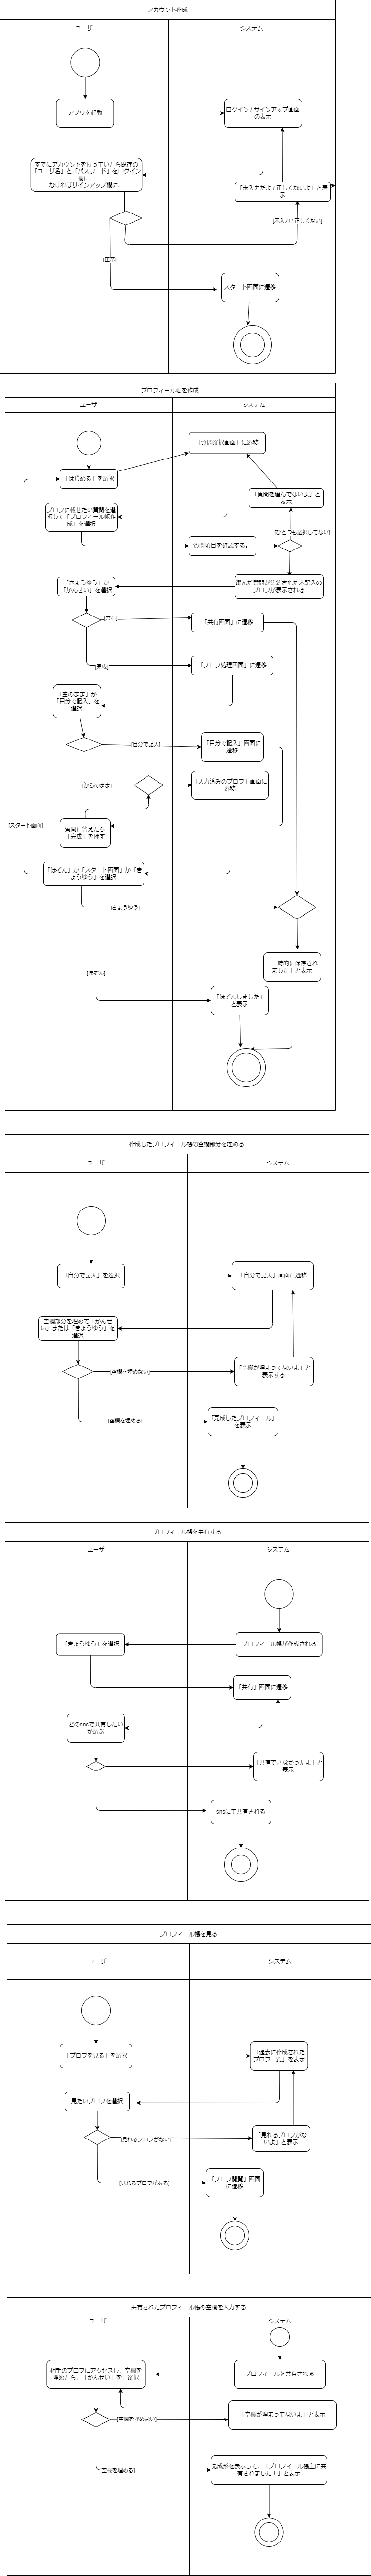 アカウント作成
ユーザ
システム
アプリを起動
ログイン / サインアップ画面
の表示
すでにアカウントを持っていたら既存の
「ユーザ名」と「パスワード」をログイン
欄に。
なければサインアップ欄に。
「未入力だよ / 正しくないよ」と表
示
[未入力 / 正しくない]
[正常]
スタート画面に遷移
プロフィール帳を作成
ユーザ
システム
「質問選択画面」に遷移
「はじめる」を選択
「質問を選んでないよ」と
表示
プロフに載せたい質問を選
択して「プロフィール帳作
成」を選択
[ひとつも選択してない]
質問項目を確認する。
「きょうゆう」か
「かんせい」を選択
選んだ質問が集約された未記入の
プロフが表示される
[共有]
「共有画面」に遷移
[完成]
「プロフ処理画面」に遷移
「空のまま」か
「自分で記入」を
選択
[自分で記入]
「自分で記入」画面に
遷移
[からのまま]
「入力済みのプロフ」画面に
遷移
[スタート画面]
質問に答えたら
「完成」を押す
「ほぞん」か「スタート画面」か「き
ょうゆう」を選択
[きょうゆう]
「一時的に保存され
ました」と表示
[ほぞん]
「ほぞんしました」
と表示
作成したプロフィール帳の空欄部分を埋める
ユーザ
システム
「自分で記入」を選択
「自分で記入」画面に遷移
空欄部分を埋めて「かんせ
い」または「きょうゆう」を
選択
[空欄を埋めない]
「空欄が埋まってないよ」と
表示する
[空欄を埋める]
「完成したプロフィール」
を表示
プロフィール帳を共有する
ユーザ
システム
「きょうゆう」を選択
プロフィール帳が作成される
「共有」画面に遷移
どのsnsで共有したい
か選ぶ
「共有できなかったよ」と
表示
snsにて共有される
プロフィール帳を見る
ユーザ
システム
「プロフを見る」を選択
「過去に作成された
プロフ一覧」を表示
見たいプロフを選択
[見れるプロフがない]
「見れるプロフがな
いよ」と表示
[見れるプロフがある]
「プロフ閲覧」画面
に遷移
共有されたプロフィール帳の空欄を入力する
ユーザ
システム
相手のプロフにアクセスし、空欄を
埋めたら、「かんせい」を」選択
プロフィールを共有される
[空欄を埋めない]
「空欄が埋まってないよ」と表示
[空欄を埋める]
完成形を表示して、「プロフィール帳主に共
有されました！」と表示